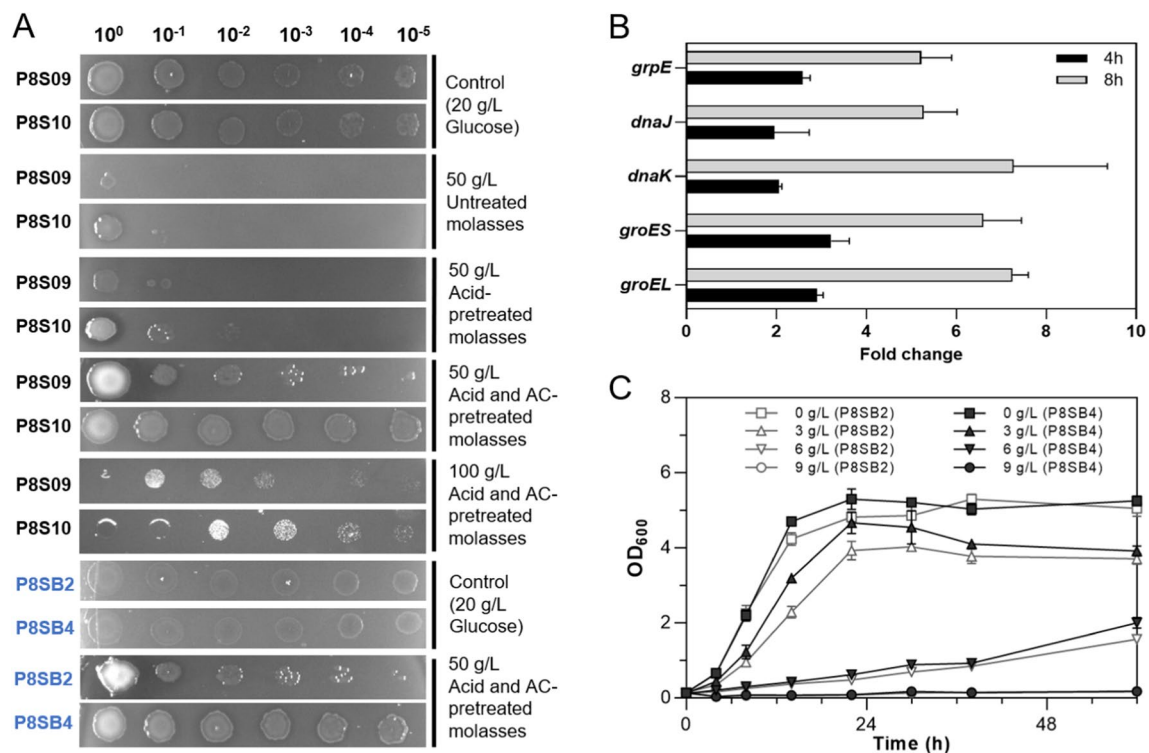 A
10⁰ 10⁻¹ 10⁻² 10⁻³ 10⁻⁴ 10⁻⁵
P8S09
P8S10
Control
(20 g/L
Glucose)
P8S09
P8S10
50 g/L
Untreated
molasses
P8S09
P8S10
50 g/L
Acid-
pretreated
molasses
P8S09
P8S10
50 g/L
Acid and AC-
pretreated
molasses
P8S09
P8S10
100 g/L
Acid and AC-
pretreated
molasses
P8SB2
P8SB4
Control
(20 g/L
Glucose)
P8SB2
P8SB4
50 g/L
Acid and AC-
pretreated
molasses
B
4h
8h
grpE
dnaJ
dnaK
groES
groEL
0 2 4 6 8 10
Fold change
C
0 g/L (P8SB2) 0 g/L (P8SB4)
3 g/L (P8SB2) 3 g/L (P8SB4)
6 g/L (P8SB2) 6 g/L (P8SB4)
9 g/L (P8SB2) 9 g/L (P8SB4)
8
6
4
2
0
OD₆₀₀
0 24 48
Time (h)